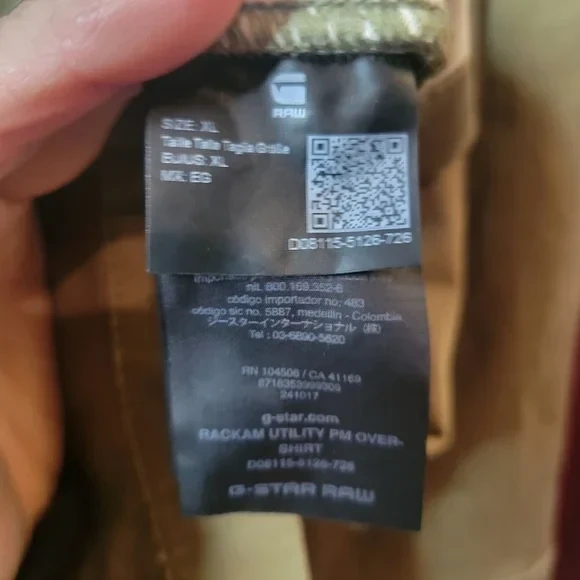 RAW
SIZE: XL
Taille Talla Taglia Größe
EU/US: XL
MX: EG
D08115-5126-726
nit. 800.169.352-6
código importador no; 483
código sic no. 5887, medellin - Colombia
ジースターインターナショナル (株)
Tel : 03-6890-5620
RN 104506 / CA 41169
8718363999309
241017
g-star.com
RACKAM UTILITY PM OVER-
SHIRT
D08115-5126-726
G-STAR RAW